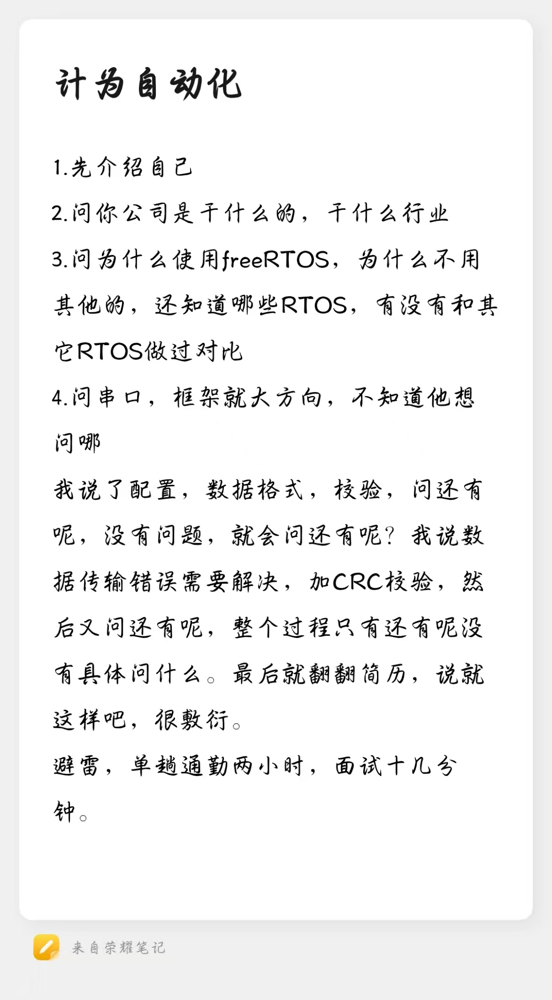 计为自动化
1.先介绍自己
2.问你公司是干什么的，干什么行业
3.问为什么使用freeRTOS，为什么不用
其他的，还知道哪些RTOS，有没有和其
它RTOS做过对比
4.问串口，框架就大方向，不知道他想
问哪
我说了配置，数据格式，校验，问还有
呢，没有问题，就会问还有呢？我说数
据传输错误需要解决，加CRC校验，然
后又问还有呢，整个过程只有还有呢没
有具体问什么。最后就翻翻简历，说就
这样吧，很敷衍。
避雷，单趟通勤两小时，面试十几分
钟。
来自荣耀笔记